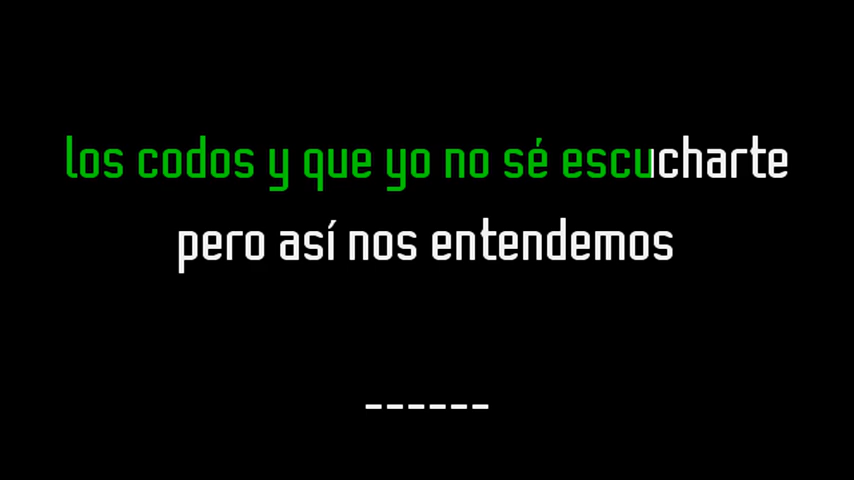 los codos y que yo no sé escucharte
pero así nos entendemos
------